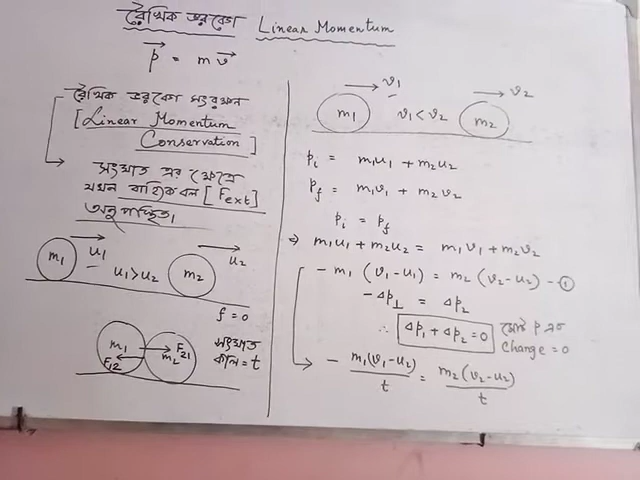 রৈখিক ভরবেগ Linear Momentum
p⃗ = m v⃗
রৈখিক ভরবেগ সংরক্ষণ
[Linear Momentum
Conservation]
সংঘাত এর ক্ষেত্রে
যখন বাহ্যিক বল [Fext]
অনুপস্থিত।
m₁ u₁ u₁ > u₂ m₂ u₂
f = 0
m₁ F₁₂ F₂₁ m₂
সংঘাত
কাল = t
m₁ v₁ v₁ < v₂ m₂ v₂
pi = m₁u₁ + m₂u₂
pf = m₁v₁ + m₂v₂
pi = pf
⇒ m₁u₁ + m₂u₂ = m₁v₁ + m₂v₂
- m₁ (v₁-u₁) = m₂ (v₂-u₂) - ①
-Δp⊥ = Δp₂
∴ Δp₁ + Δp₂ = 0 মোট p এর
Change = 0
- m₁(v₁-u₂)/t = m₂(v₂-u₂)/t